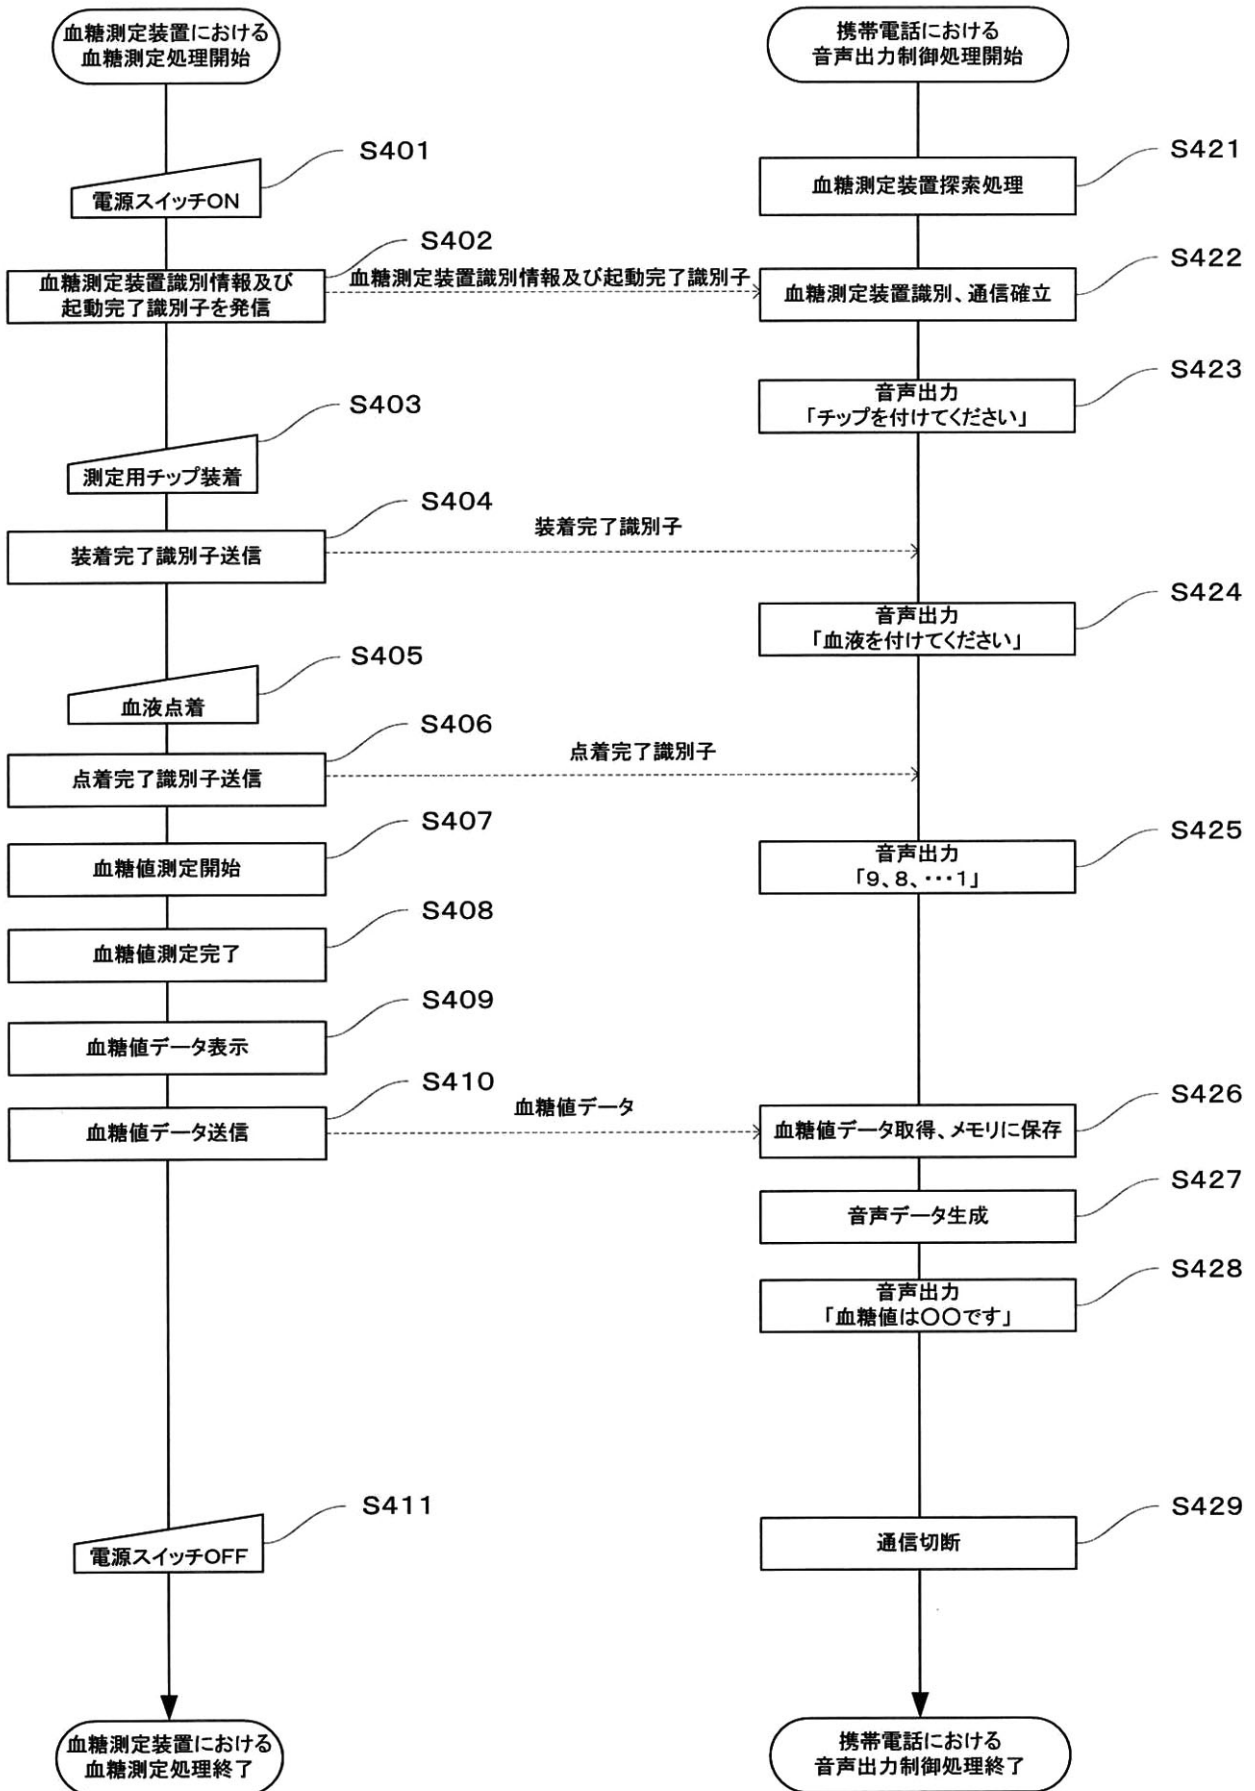 血糖測定装置における
血糖測定処理開始
携帯電話における
音声出力制御処理開始
S401
電源スイッチON
S421
血糖測定装置探索処理
S402
血糖測定装置識別情報及び
起動完了識別子を発信
血糖測定装置識別情報及び起動完了識別子
S422
血糖測定装置識別、通信確立
S423
音声出力
「チップを付けてください」
S403
測定用チップ装着
S404
装着完了識別子送信
装着完了識別子
S424
音声出力
「血液を付けてください」
S405
血液点着
S406
点着完了識別子送信
点着完了識別子
S407
血糖値測定開始
S425
音声出力
「9、8、・・・1」
S408
血糖値測定完了
S409
血糖値データ表示
S410
血糖値データ送信
血糖値データ
S426
血糖値データ取得、メモリに保存
S427
音声データ生成
S428
音声出力
「血糖値は〇〇です」
S411
電源スイッチOFF
S429
通信切断
血糖測定装置における
血糖測定処理終了
携帯電話における
音声出力制御処理終了